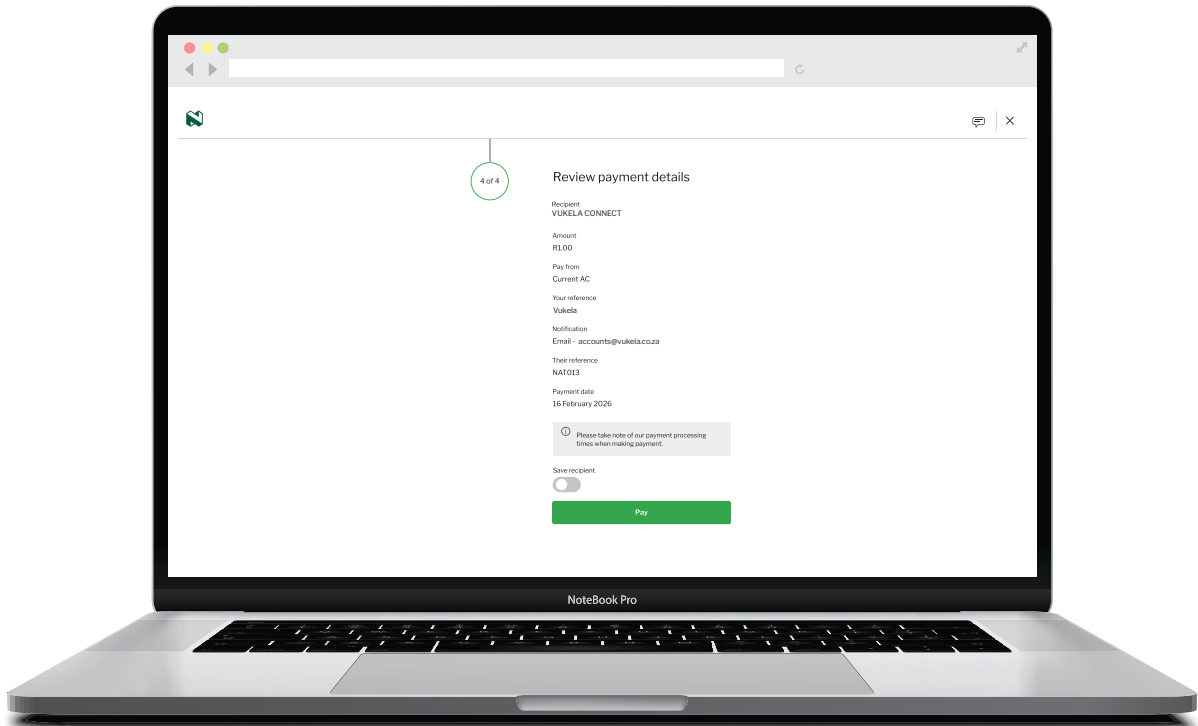 4 of 4
Review payment details
Recipient
VUKELA CONNECT
Amount
R1.00
Pay from
Current AC
Your reference
Vukela
Notification
Email - accounts@vukela.co.za
Their reference
NAT013
Payment date
16 February 2026
Please take note of our payment processing
times when making payment.
Save recipient
Pay
NoteBook Pro